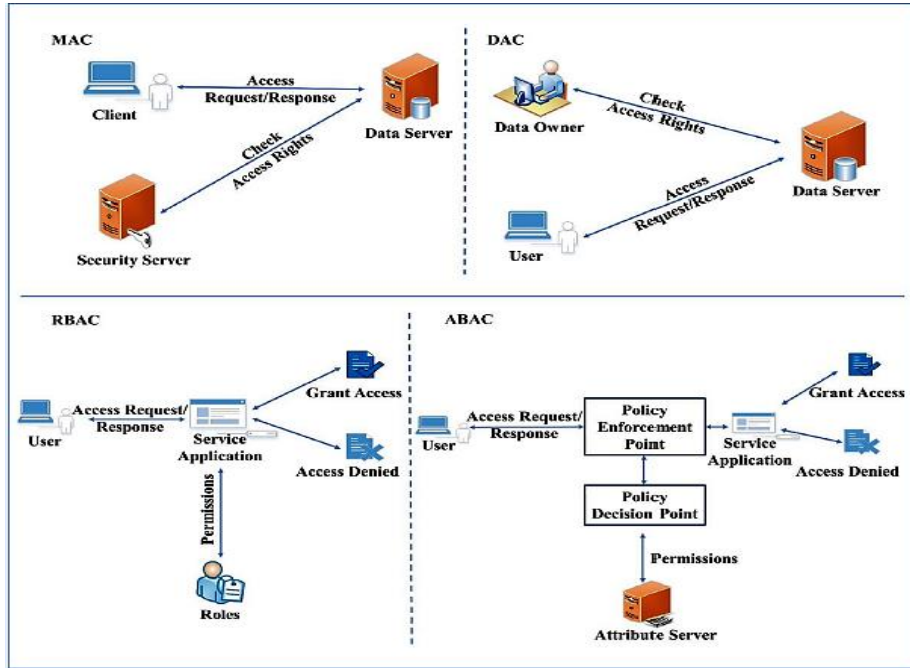 MAC
Access
Request/Response
Client
Data Server
Check
Access Rights
Security Server
DAC
Data Owner
Check
Access Rights
Data Server
Access
Request/Response
User
RBAC
Grant Access
Access Request/
Response
User
Service
Application
Access Denied
Permissions
Roles
ABAC
Grant Access
Access Request/
Response
User
Policy
Enforcement
Point
Service
Application
Access Denied
Policy
Decision Point
Permissions
Attribute Server